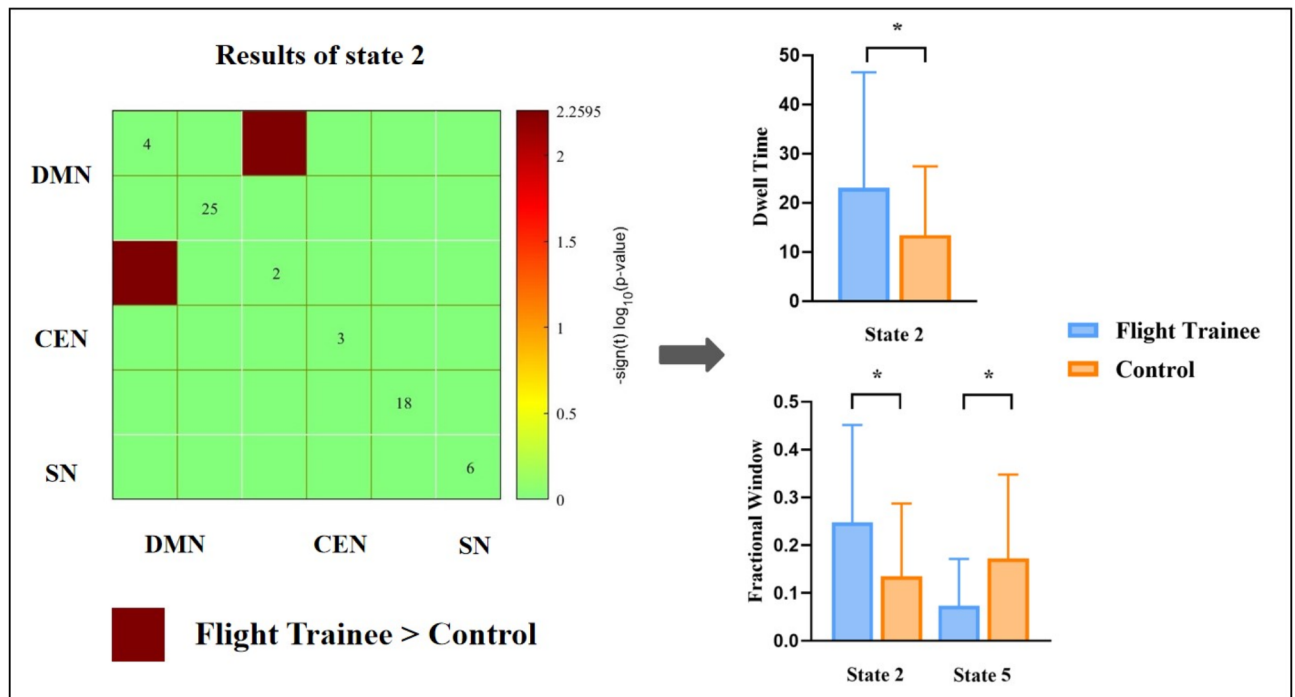 Results of state 2
DMN
CEN
SN
4
25
2
3
18
6
DMN
CEN
SN
2.2595
2
1.5
1
0.5
0
-sign(t) log10(p-value)
Flight Trainee > Control
*
Dwell Time
50
40
30
20
10
0
State 2
Flight Trainee
Control
*
*
Fractional Window
0.5
0.4
0.3
0.2
0.1
0.0
State 2
State 5